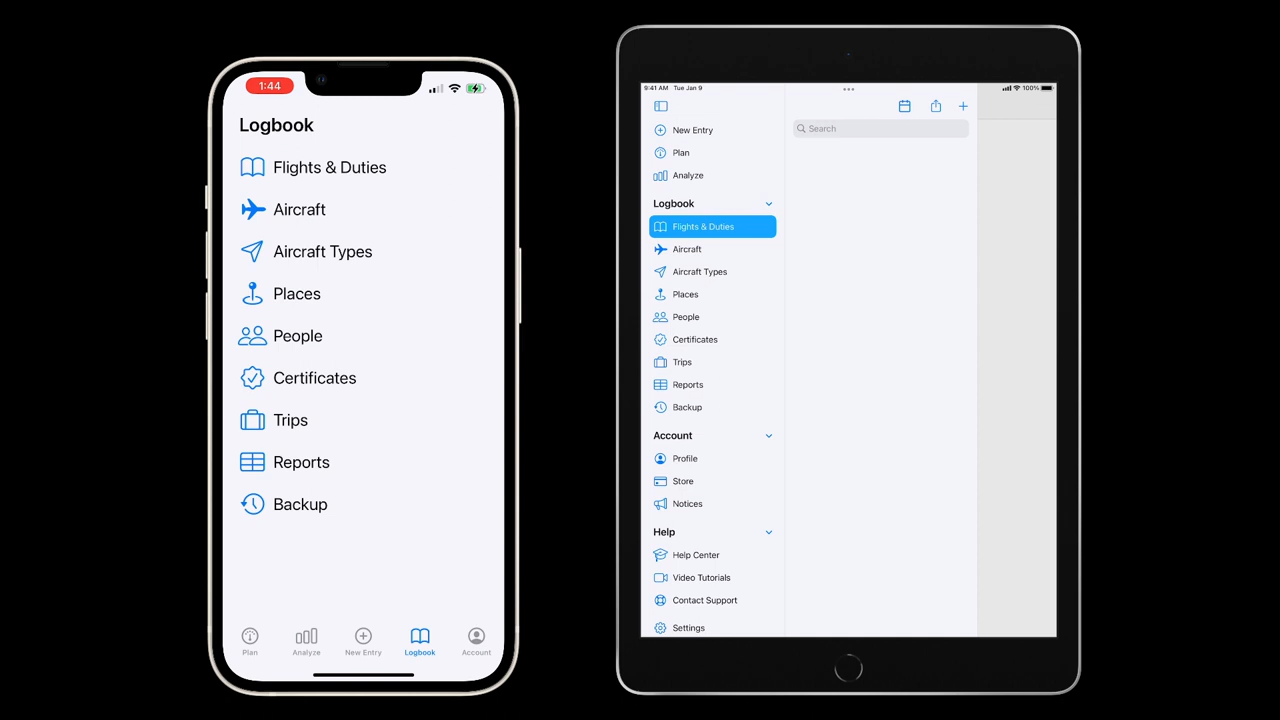 1:44
Logbook
Flights & Duties
Aircraft
Aircraft Types
Places
People
Certificates
Trips
Reports
Backup
Plan
Analyze
New Entry
Logbook
Account
9:41 AM Tue Jan 9
100%
Search
New Entry
Plan
Analyze
Logbook
Flights & Duties
Aircraft
Aircraft Types
Places
People
Certificates
Trips
Reports
Backup
Account
Profile
Store
Notices
Help
Help Center
Video Tutorials
Contact Support
Settings